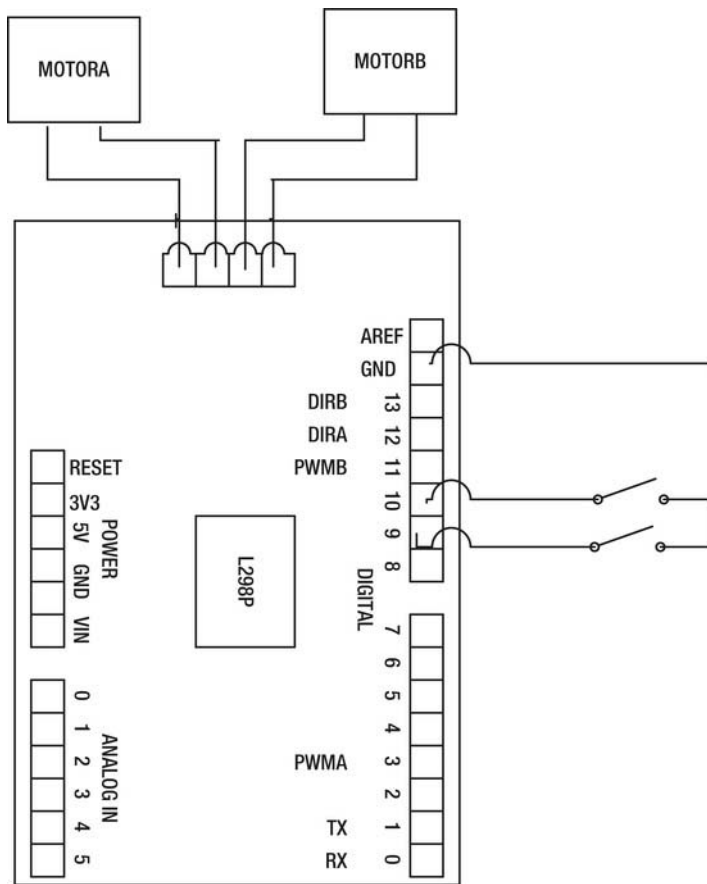 MOTORA
MOTORB
AREF
GND
DIRB 13
DIRA 12
PWMB 11
10
9
8
DIGITAL
7
6
5
4
PWMA 3
2
TX 1
RX 0
RESET
3V3
5V
GND
VIN
POWER
L298P
0
1
2
3
4
5
ANALOG IN